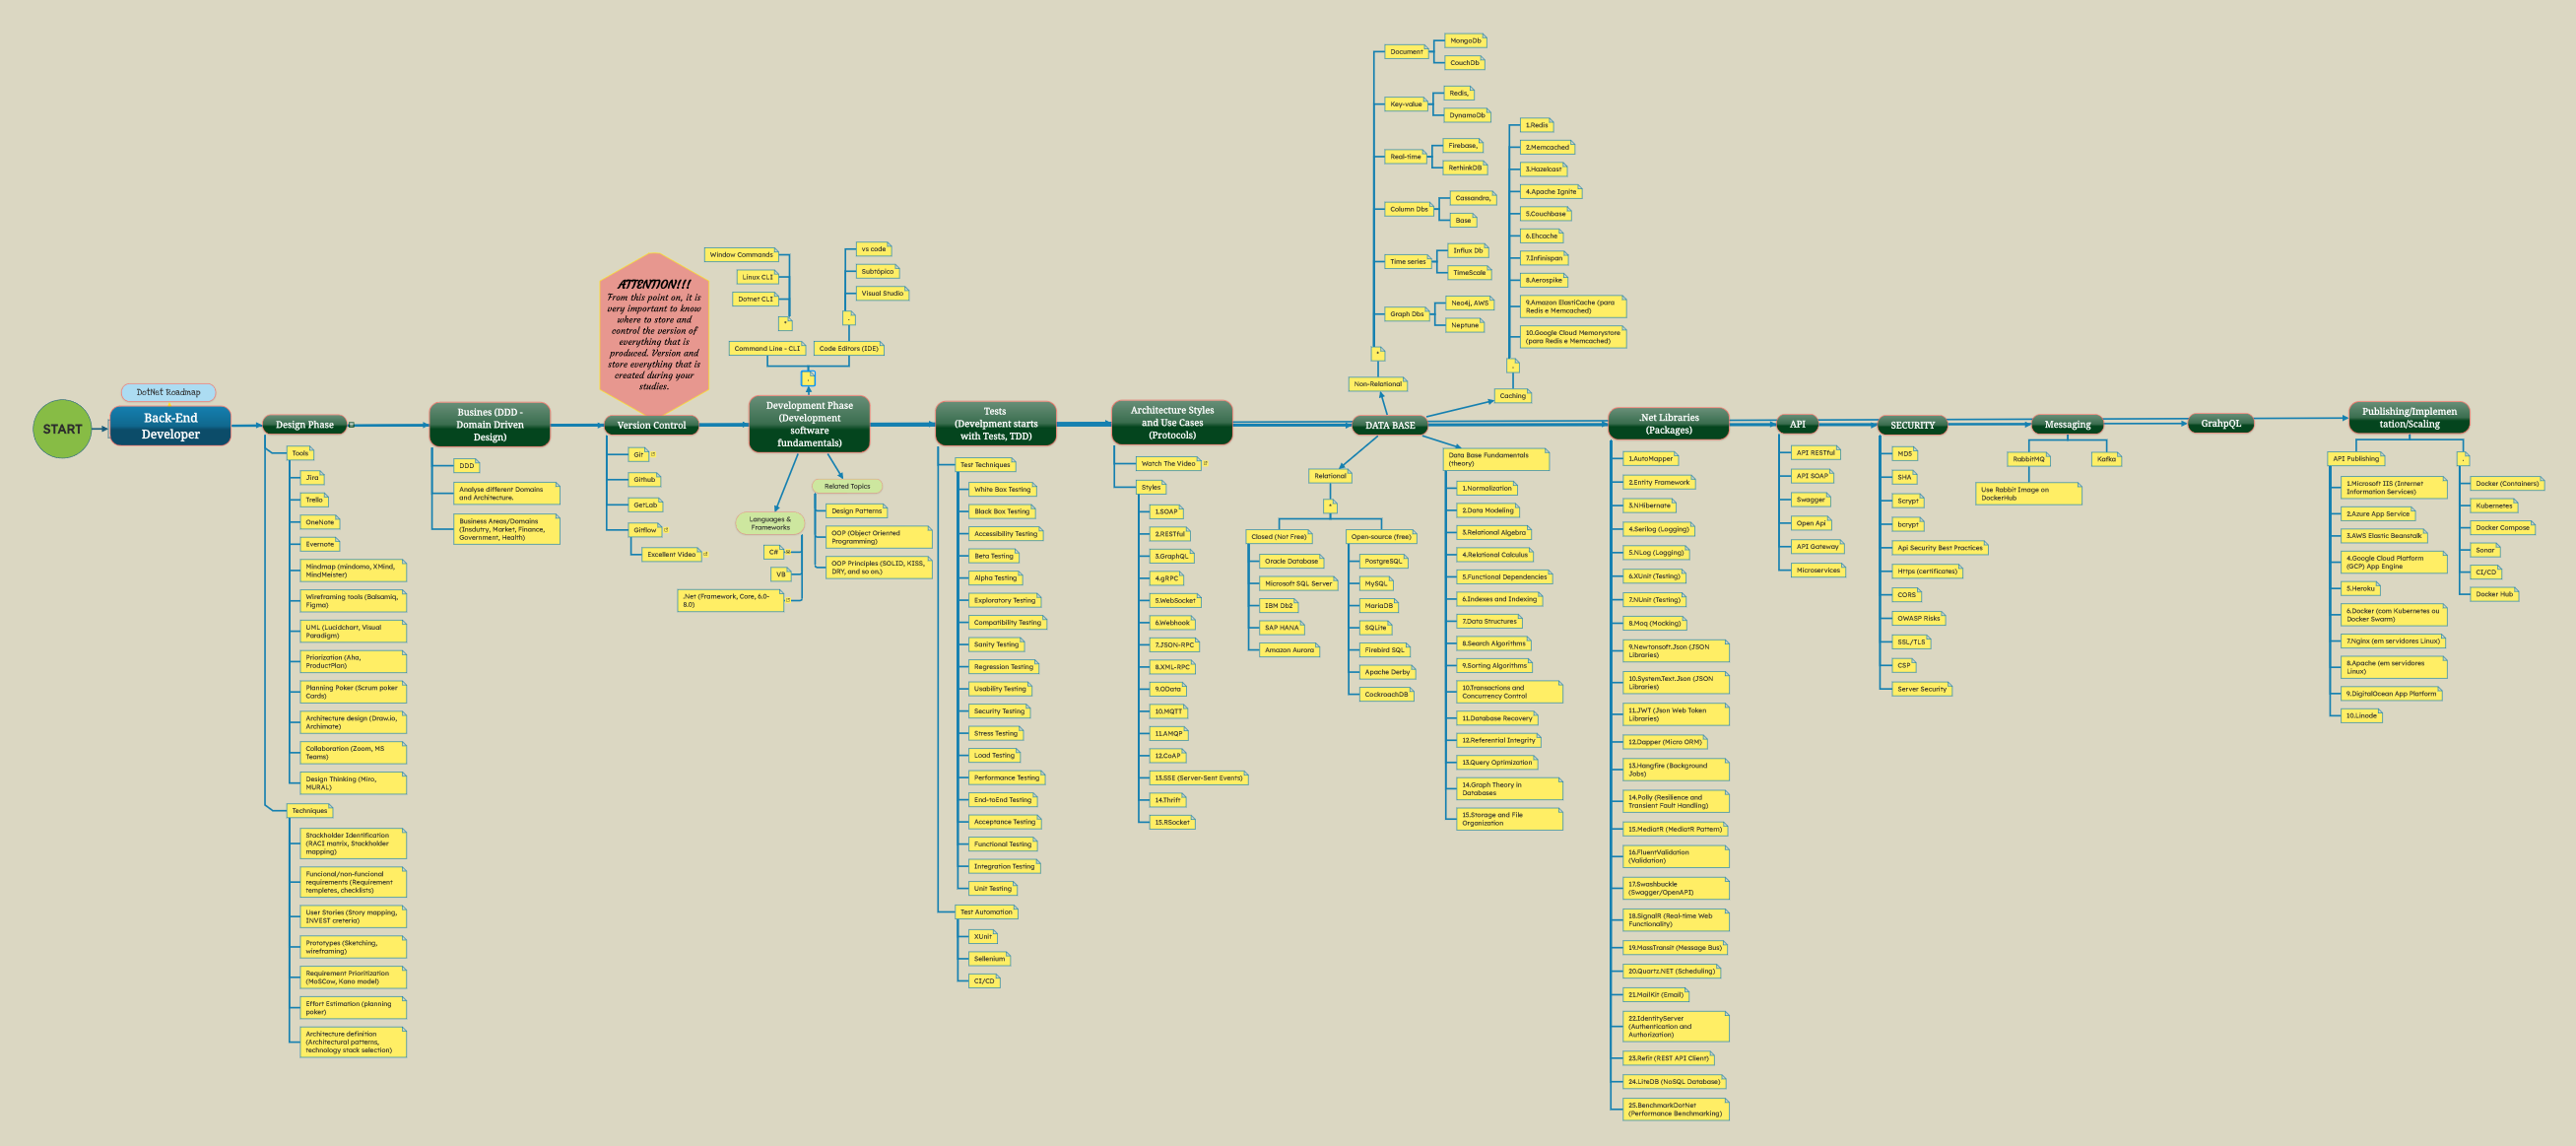 START
DotNet Roadmap
Back-End
Developer
Design Phase
Tools
Jira
Trello
OneNote
Evernote
Mindmap (mindomo, XMind,
MindMeister)
Wireframing tools (Balsamiq,
Figma)
UML (Lucidchart, Visual
Paradigm)
Priorization (Aha,
ProductPlan)
Planning Poker (Scrum poker
Cards)
Architecture design (Draw.io,
Archimate)
Collaboration (Zoom, MS
Teams)
Design Thinking (Miro,
MURAL)
Techniques
Stackholder Identification
(RACI matrix, Stackholder
mapping)
Funcional/non-funcional
requirements (Requirement
templetes, checklists)
User Stories (Story mapping,
INVEST creteria)
Prototypes (Sketching,
wireframing)
Requirement Prioritization
(MoSCow, Kano model)
Effort Estimation (planning
poker)
Architecture definition
(Architectural patterns,
technology stack selection)
Busines (DDD -
Domain Driven
Design)
DDD
Analyse different Domains
and Architecture.
Business Areas/Domains
(Insdutry, Market, Finance,
Government, Health)
ATTENTION!!!
From this point on, it is
very important to know
where to store and
control the version of
everything that is
produced. Version and
store everything that is
created during your
studies.
Version Control
Git
Github
GetLab
Gitflow
Excellent Video
Window Commands
Linux CLI
Dotnet CLI
*
Command Line - CLI
vs code
Subtópico
Visual Studio
.
Code Editors (IDE)
.
Development Phase
(Development
software
fundamentals)
Related Topics
Design Patterns
OOP (Object Oriented
Programming)
OOP Principles (SOLID, KISS,
DRY, and so on.)
Languages &
Frameworks
C#
VB
.Net (Framework, Core, 6.0-
8.0)
Tests
(Develpment starts
with Tests, TDD)
Test Techniques
White Box Testing
Black Box Testing
Accessibility Testing
Beta Testing
Alpha Testing
Exploratory Testing
Compatibility Testing
Sanity Testing
Regression Testing
Usability Testing
Security Testing
Stress Testing
Load Testing
Performance Testing
End-toEnd Testing
Acceptance Testing
Functional Testing
Integration Testing
Unit Testing
Test Automation
XUnit
Sellenium
CI/CD
Architecture Styles
and Use Cases
(Protocols)
Watch The Video
Styles
1.SOAP
2.RESTful
3.GraphQL
4.gRPC
5.WebSocket
6.Webhook
7.JSON-RPC
8.XML-RPC
9.OData
10.MQTT
11.AMQP
12.CoAP
13.SSE (Server-Sent Events)
14.Thrift
15.RSocket
Document
MongoDb
CouchDb
Key-value
Redis,
DynamoDb
Real-time
Firebase,
RethinkDB
Column Dbs
Cassandra,
Base
Time series
Influx Db
TimeScale
Graph Dbs
Neo4j, AWS
Neptune
*
Non-Relational
1.Redis
2.Memcached
3.Hazelcast
4.Apache Ignite
5.Couchbase
6.Ehcache
7.Infinispan
8.Aerospike
9.Amazon ElastiCache (para
Redis e Memcached)
10.Google Cloud Memorystore
(para Redis e Memcached)
.
Caching
DATA BASE
Relational
*
Closed (Not Free)
Oracle Database
Microsoft SQL Server
IBM Db2
SAP HANA
Amazon Aurora
Open-source (free)
PostgreSQL
MySQL
MariaDB
SQLite
Firebird SQL
Apache Derby
CockroachDB
Data Base Fundamentals
(theory)
1.Normalization
2.Data Modeling
3.Relational Algebra
4.Relational Calculus
5.Functional Dependencies
6.Indexes and Indexing
7.Data Structures
8.Search Algorithms
9.Sorting Algorithms
10.Transactions and
Concurrency Control
11.Database Recovery
12.Referential Integrity
13.Query Optimization
14.Graph Theory in
Databases
15.Storage and File
Organization
.Net Libraries
(Packages)
1.AutoMapper
2.Entity Framework
3.NHibernate
4.Serilog (Logging)
5.NLog (Logging)
6.XUnit (Testing)
7.NUnit (Testing)
8.Moq (Mocking)
9.Newtonsoft.Json (JSON
Libraries)
10.System.Text.Json (JSON
Libraries)
11.JWT (Json Web Token
Libraries)
12.Dapper (Micro ORM)
13.Hangfire (Background
Jobs)
14.Polly (Resilience and
Transient Fault Handling)
15.MediatR (MediatR Pattern)
16.FluentValidation
(Validation)
17.Swashbuckle
(Swagger/OpenAPI)
18.SignalR (Real-time Web
Functionality)
19.MassTransit (Message Bus)
20.Quartz.NET (Scheduling)
21.MailKit (Email)
22.IdentityServer
(Authentication and
Authorization)
23.Refit (REST API Client)
24.LiteDB (NoSQL Database)
25.BenchmarkDotNet
(Performance Benchmarking)
API
API RESTful
API SOAP
Swagger
Open Api
API Gateway
Microservices
SECURITY
MD5
SHA
Scrypt
bcrypt
Api Security Best Practices
Https (certificates)
CORS
OWASP Risks
SSL/TLS
CSP
Server Security
Messaging
RabbitMQ
Use Rabbit Image on
DockerHub
Kafka
GrahpQL
Publishing/Implemen
tation/Scaling
API Publishing
1.Microsoft IIS (Internet
Information Services)
2.Azure App Service
3.AWS Elastic Beanstalk
4.Google Cloud Platform
(GCP) App Engine
5.Heroku
6.Docker (com Kubernetes ou
Docker Swarm)
7.Nginx (em servidores Linux)
8.Apache (em servidores
Linux)
9.DigitalOcean App Platform
10.Linode
.
Docker (Containers)
Kubernetes
Docker Compose
Sonar
CI/CD
Docker Hub